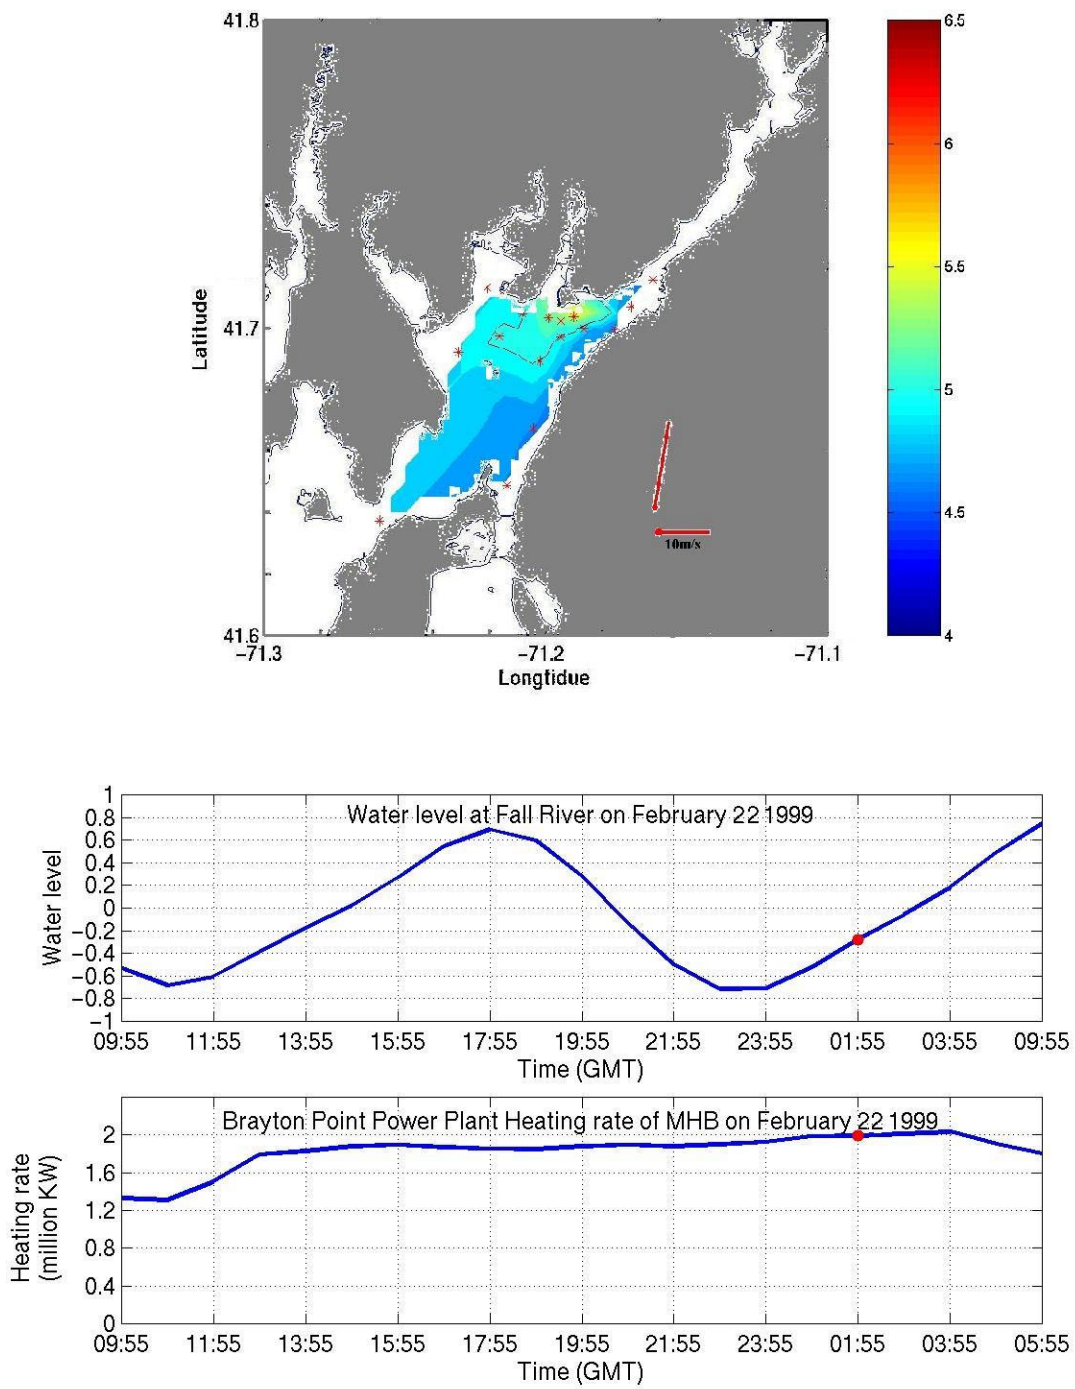 41.8
6.5
6
5.5
Latitude
41.7
5
4.5
10m/s
41.6
4
-71.3
-71.2
-71.1
Longtidue
Water level at Fall River on February 22 1999
1
0.8
0.6
0.4
0.2
0
-0.2
-0.4
-0.6
-0.8
-1
Water level
09:55 11:55 13:55 15:55 17:55 19:55 21:55 23:55 01:55 03:55 09:55
Time (GMT)
Brayton Point Power Plant Heating rate of MHB on February 22 1999
2
1.6
1.2
0.8
0.4
0
Heating rate
(million KW)
09:55 11:55 13:55 15:55 17:55 19:55 21:55 23:55 01:55 03:55 05:55
Time (GMT)